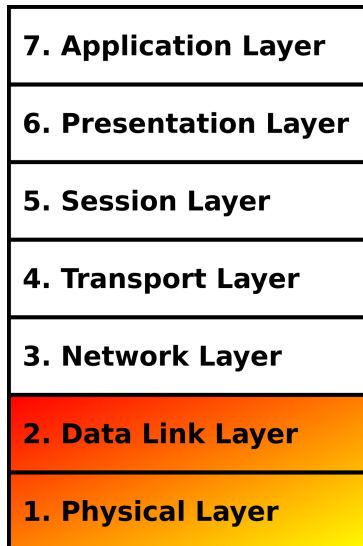 7. Application Layer
6. Presentation Layer
5. Session Layer
4. Transport Layer
3. Network Layer
2. Data Link Layer
1. Physical Layer